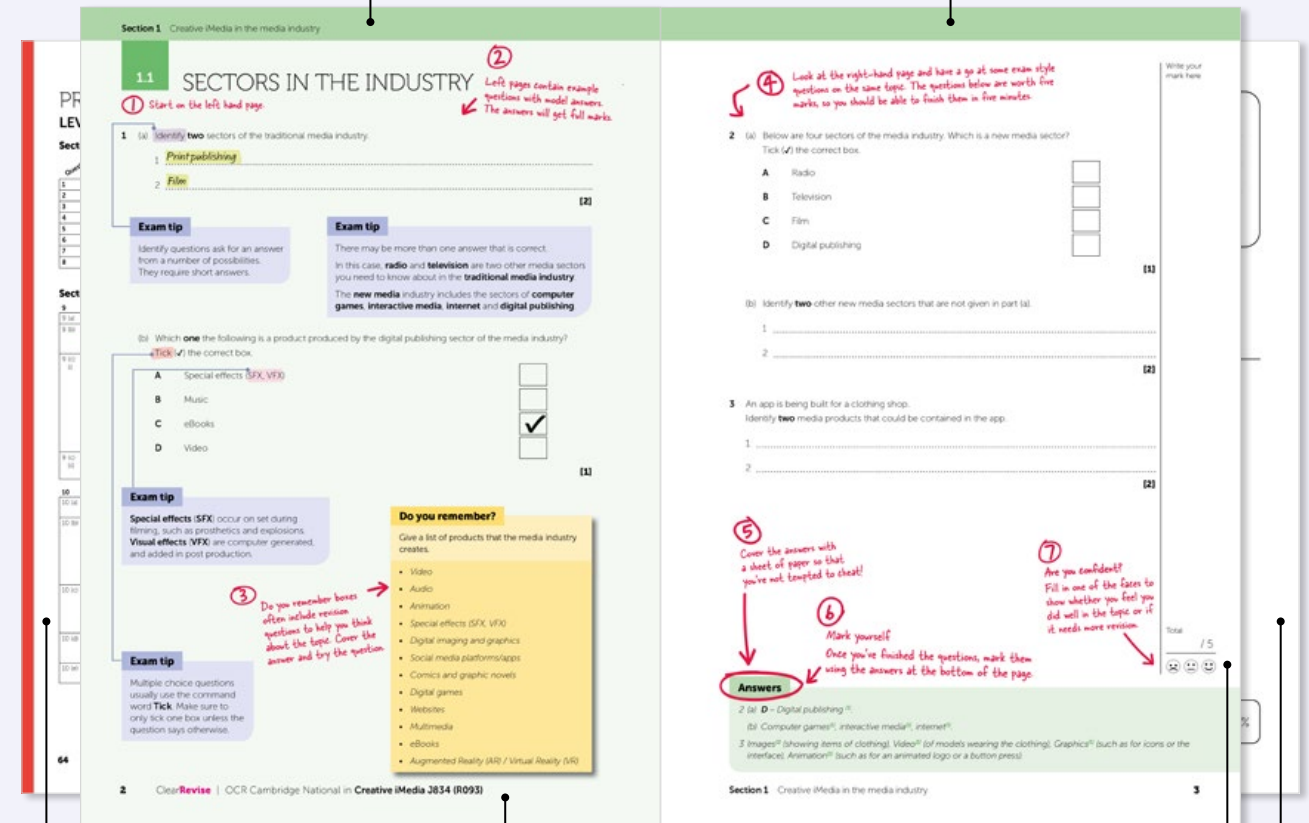 Section 1 Creative iMedia in the media industry
1.1
SECTORS IN THE INDUSTRY
① Start on the left hand page.
②
Left pages contain example
questions with model answers.
The answers will get full marks.
1 (a) Identify two sectors of the traditional media industry.
1 Print publishing
2 Film
[2]
Exam tip
Identify questions ask for an answer
from a number of possibilities.
They require short answers.
Exam tip
There may be more than one answer that is correct.
In this case, radio and television are two other media sectors
you need to know about in the traditional media industry
The new media industry includes the sectors of computer
games, interactive media, internet and digital publishing
(b) Which one the following is a product produced by the digital publishing sector of the media industry?
Tick (✓) the correct box.
A Special effects (SFX, VFX)
B Music
C eBooks ✓
D Video
[1]
Exam tip
Special effects (SFX) occur on set during
filming, such as prosthetics and explosions.
Visual effects (VFX) are computer generated,
and added in post production.
③
Do you remember boxes
often include revision
questions to help you think
about the topic. Cover the
answer and try the question
Exam tip
Multiple choice questions
usually use the command
word Tick. Make sure to
only tick one box unless the
question says otherwise.
Do you remember?
Give a list of products that the media industry
creates.
• Video
• Audio
• Animation
• Special effects (SFX, VFX)
• Digital imaging and graphics
• Social media platforms/apps
• Comics and graphic novels
• Digital games
• Websites
• Multimedia
• eBooks
• Augmented Reality (AR) / Virtual Reality (VR)
2 ClearRevise | OCR Cambridge National in Creative iMedia J834 (R093)
④ Look at the right-hand page and have a go at some exam style
questions on the same topic. The questions below are worth five
marks, so you should be able to finish them in five minutes.
Write your
mark here
2 (a) Below are four sectors of the media industry. Which is a new media sector?
Tick (✓) the correct box.
A Radio
B Television
C Film
D Digital publishing
[1]
(b) Identify two other new media sectors that are not given in part (a).
1
2
[2]
3 An app is being built for a clothing shop.
Identify two media products that could be contained in the app.
1
2
[2]
⑤
Cover the answers with
a sheet of paper so that
you're not tempted to cheat!
⑥
Mark yourself
Once you've finished the questions, mark them
using the answers at the bottom of the page.
⑦
Are you confident?
Fill in one of the faces to
show whether you feel you
did well in the topic or if
it needs more revision
Total
/ 5
Answers
2 (a) D – Digital publishing
(b) Computer games, interactive media, internet
3 Images (showing items of clothing), Video (of models wearing the clothing), Graphics (such as for icons or the
interface), Animation (such as for an animated logo or a button press)
Section 1 Creative iMedia in the media industry
3
PR
LEV
Sect
1
2
3
4
5
6
7
8
Sect
9
10
64
%